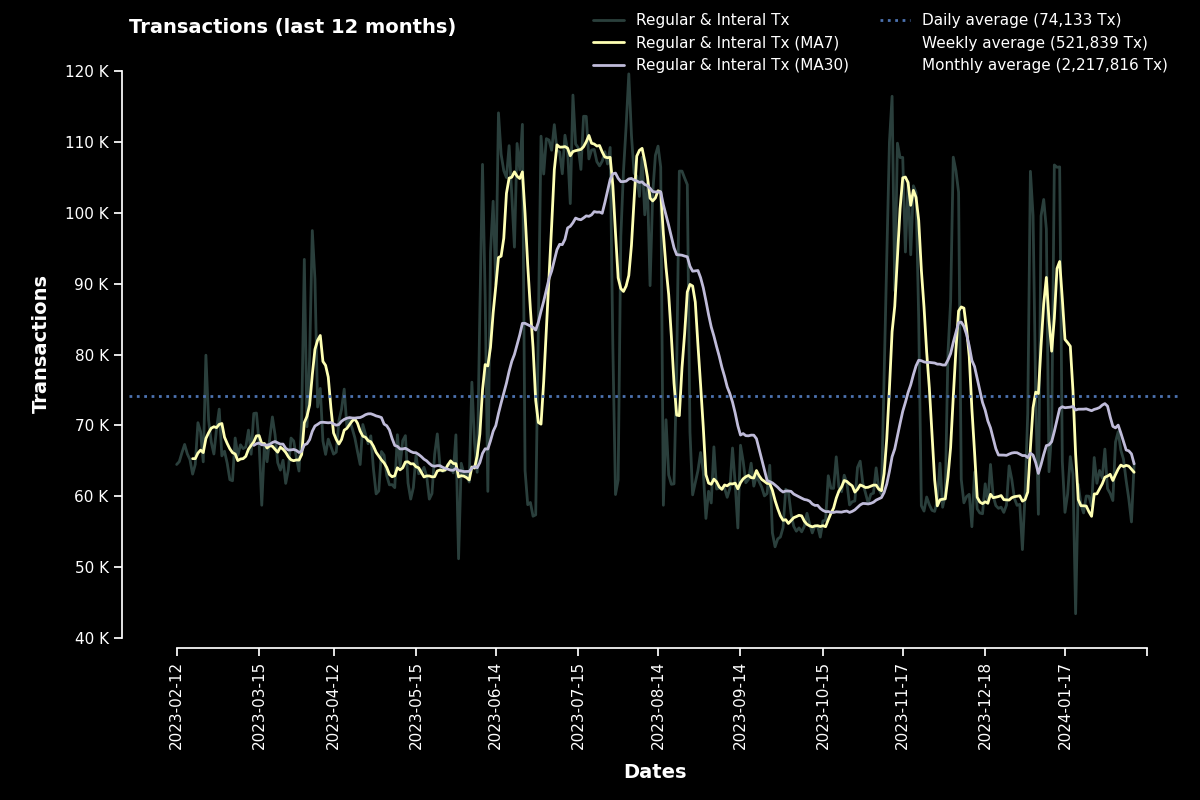 Transactions (last 12 months)
Regular & Interal Tx
Regular & Interal Tx (MA7)
Regular & Interal Tx (MA30)
Daily average (74,133 Tx)
Weekly average (521,839 Tx)
Monthly average (2,217,816 Tx)
Transactions
120 K
110 K
100 K
90 K
80 K
70 K
60 K
50 K
40 K
2023-02-12
2023-03-15
2023-04-12
2023-05-15
2023-06-14
2023-07-15
2023-08-14
2023-09-14
2023-10-15
2023-11-17
2023-12-18
2024-01-17
Dates